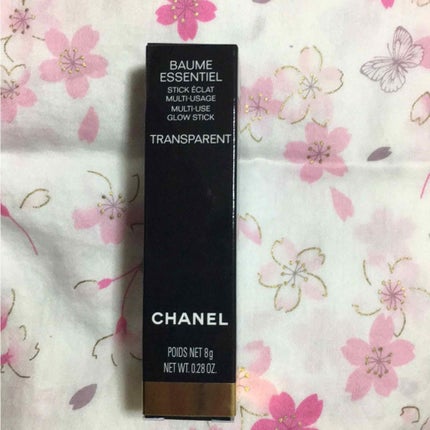 BAUME
ESSENTIEL
STICK ÉCLAT
MULTI-USAGE
MULTI-USE
GLOW STICK
TRANSPARENT
CHANEL
POIDS NET 8g
NET WT. 0.28 OZ.